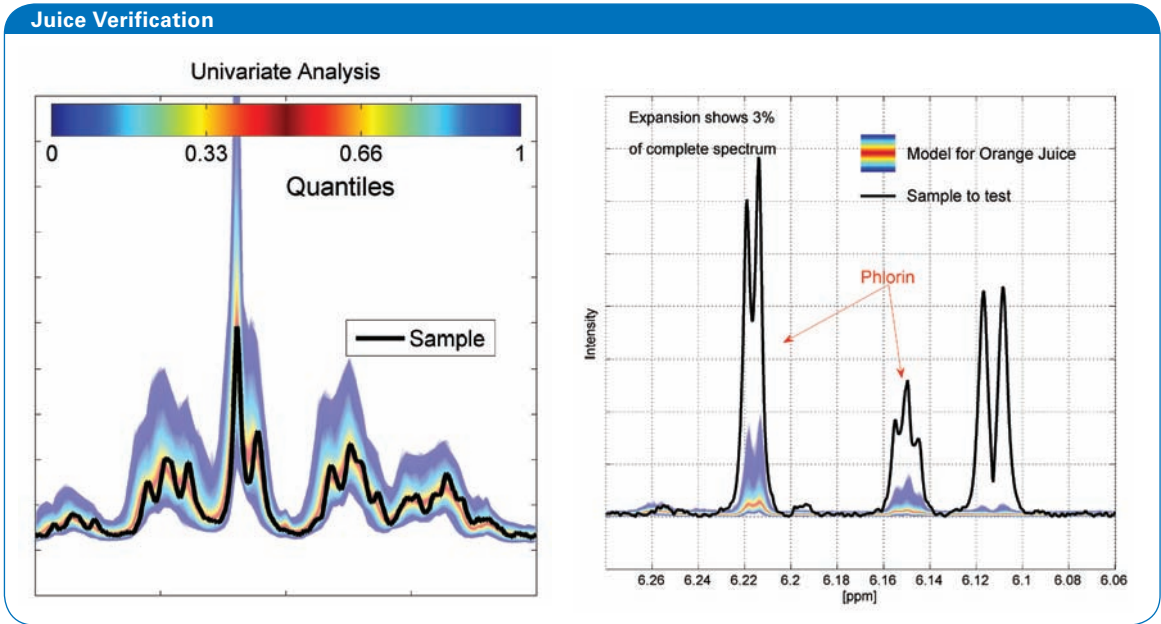 Juice Verification
Univariate Analysis
0 0.33 0.66 1
Quantiles
Sample
Expansion shows 3%
of complete spectrum
Model for Orange Juice
Sample to test
Phlorin
Intensity
6.26 6.24 6.22 6.2 6.18 6.16 6.14 6.12 6.1 6.08 6.06
[ppm]